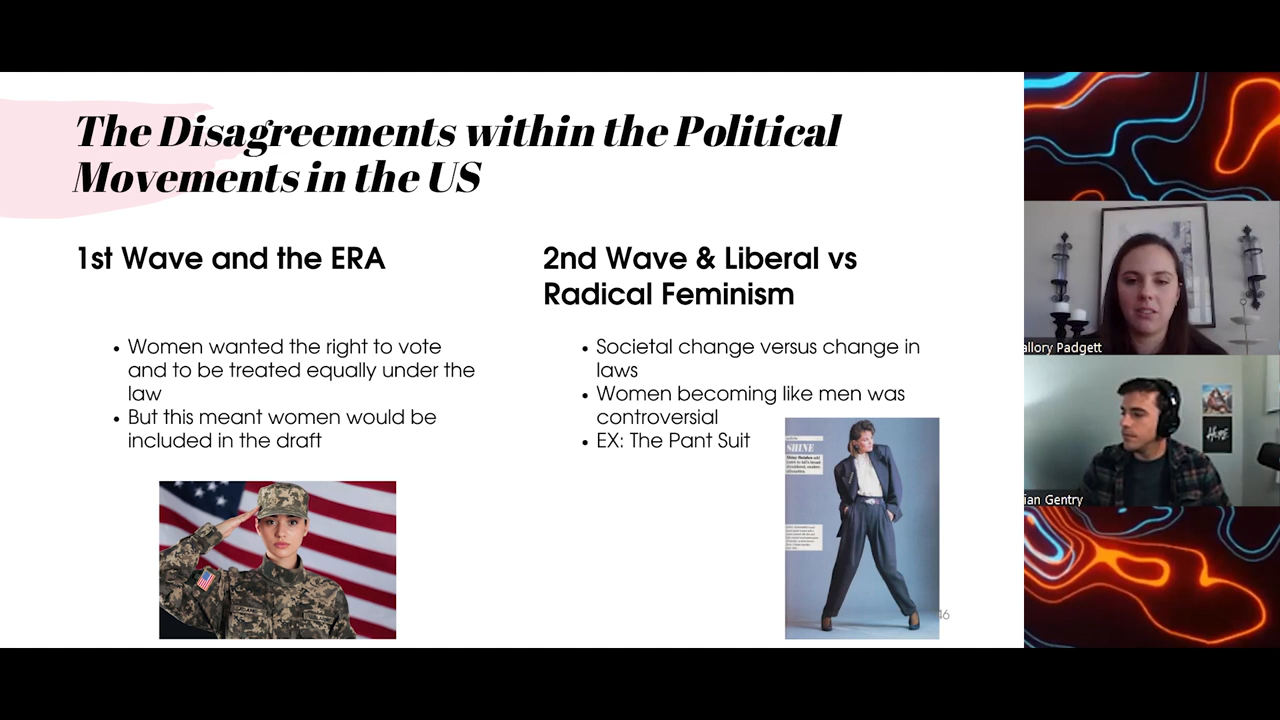 The Disagreements within the Political
Movements in the US
1st Wave and the ERA
Women wanted the right to vote
and to be treated equally under the
law
But this meant women would be
included in the draft
2nd Wave & Liberal vs
Radical Feminism
Societal change versus change in
laws
Women becoming like men was
controversial
EX: The Pant Suit
SHINE
46
allory Padgett
ian Gentry
HOPE